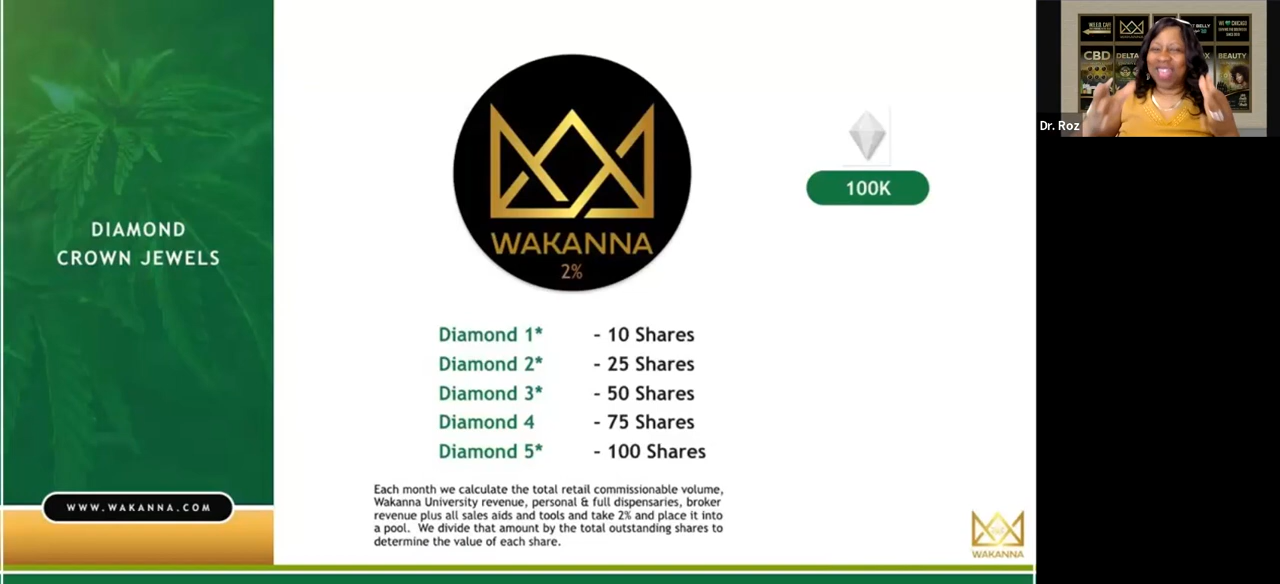 DIAMOND
CROWN JEWELS
WWW.WAKANNA.COM
WAKANNA
2%
100K
Diamond 1* - 10 Shares
Diamond 2* - 25 Shares
Diamond 3* - 50 Shares
Diamond 4 - 75 Shares
Diamond 5* - 100 Shares
Each month we calculate the total retail commissionable volume,
Wakanna University revenue, personal & full dispensaries, broker
revenue plus all sales aids and tools and take 2% and place it into
a pool. We divide that amount by the total outstanding shares to
determine the value of each share.
WAKANNA
CBD
DELTA
BEAUTY
Dr. Roz